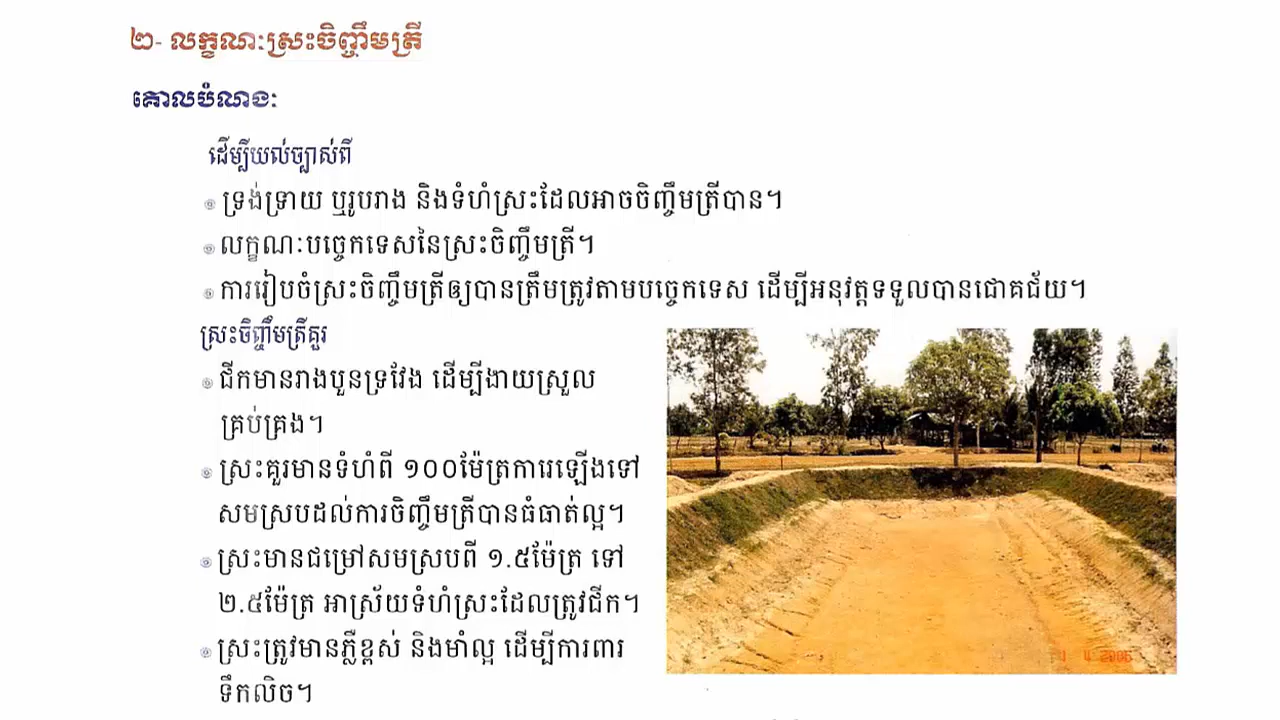 ២- លក្ខណៈស្រះចិញ្ចឹមត្រី
គោលបំណងៈ
ដើម្បីយល់ច្បាស់ពី
ទ្រង់ទ្រាយ ឬរូបរាង និងទំហំស្រះដែលអាចចិញ្ចឹមត្រីបាន។
លក្ខណៈបច្ចេកទេសនៃស្រះចិញ្ចឹមត្រី។
ការរៀបចំស្រះចិញ្ចឹមត្រីឲ្យបានត្រឹមត្រូវតាមបច្ចេកទេស ដើម្បីអនុវត្តទទួលបានជោគជ័យ។
ស្រះចិញ្ចឹមត្រីគួរ
ជីកមានរាងបួនទ្រវែង ដើម្បីងាយស្រួល
គ្រប់គ្រង។
ស្រះគួរមានទំហំពី ១០០ម៉ែត្រការេឡើងទៅ
សមស្របដល់ការចិញ្ចឹមត្រីបានធំធាត់ល្អ។
ស្រះមានជម្រៅសមស្របពី ១.៥ម៉ែត្រ ទៅ
២.៥ម៉ែត្រ អាស្រ័យទំហំស្រះដែលត្រូវជីក។
ស្រះត្រូវមានភ្លឺខ្ពស់ និងមាំល្អ ដើម្បីការពារ
ទឹកលិច។